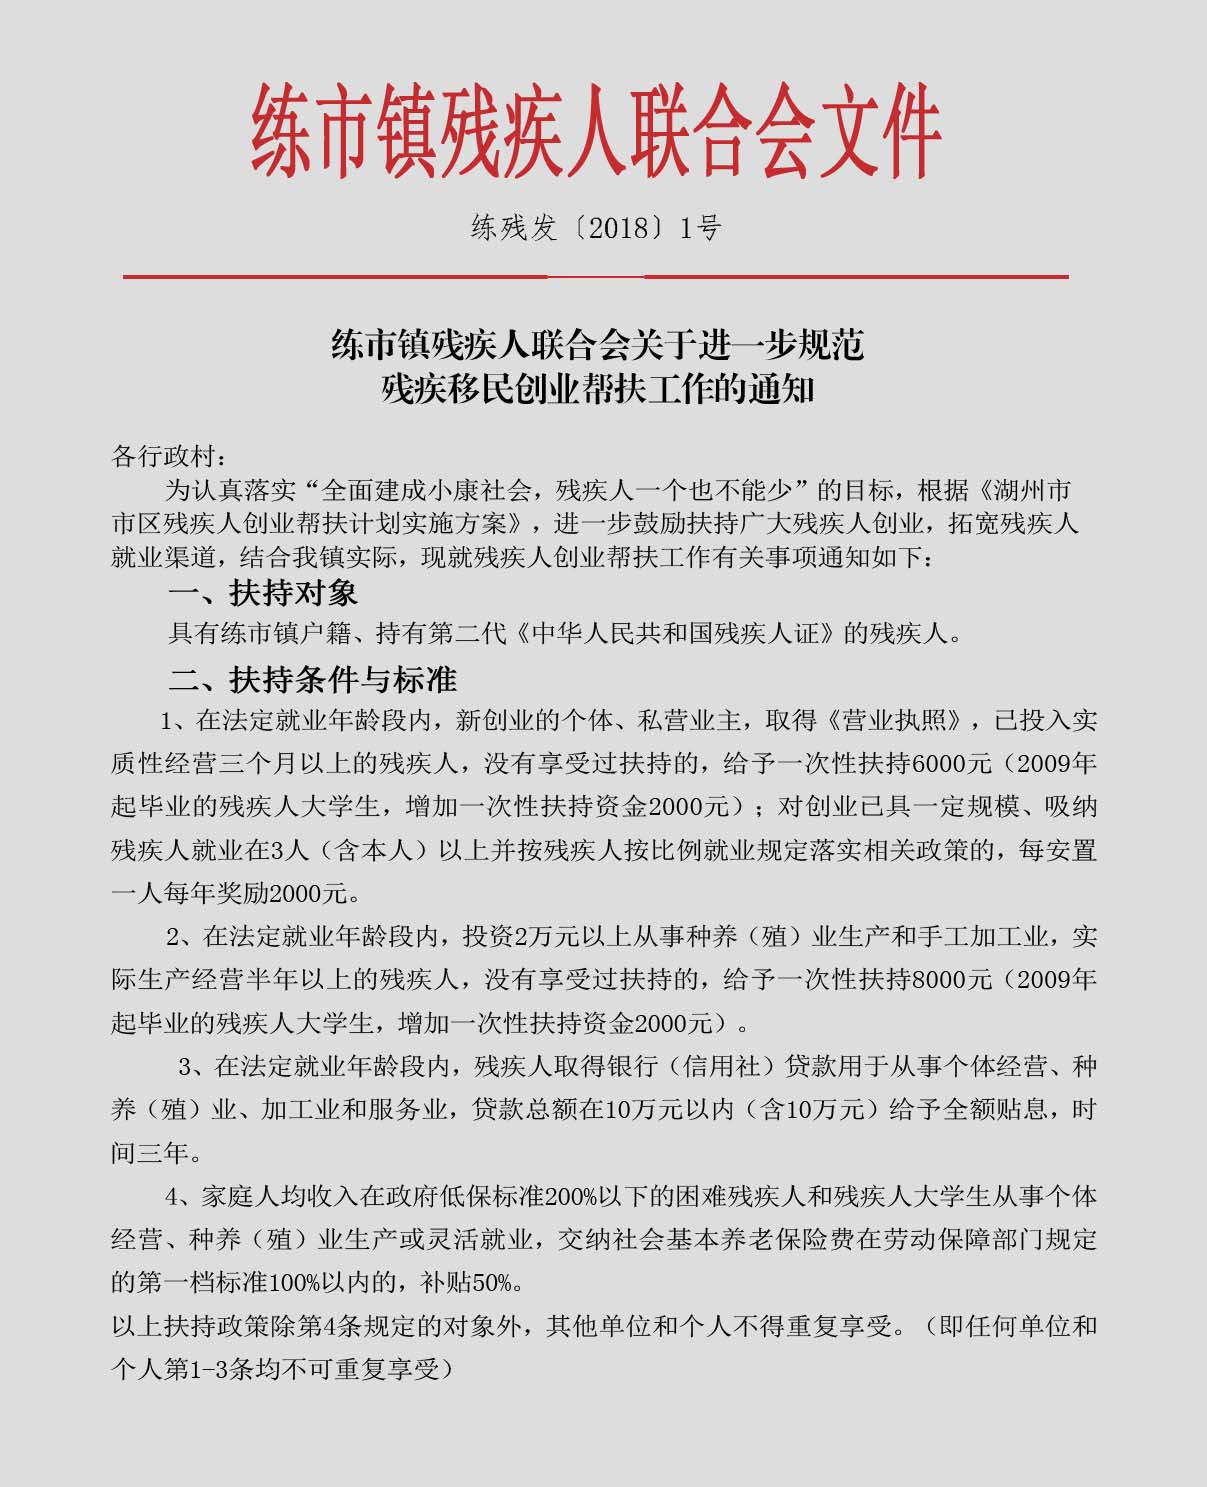 练市镇残疾人联合会文件
练残发〔2018〕1号
练市镇残疾人联合会关于进一步规范
残疾移民创业帮扶工作的通知
各行政村：
为认真落实“全面建成小康社会，残疾人一个也不能少”的目标，根据《湖州市
市区残疾人创业帮扶计划实施方案》，进一步鼓励扶持广大残疾人创业，拓宽残疾人
就业渠道，结合我镇实际，现就残疾人创业帮扶工作有关事项通知如下：
一、扶持对象
具有练市镇户籍、持有第二代《中华人民共和国残疾人证》的残疾人。
二、扶持条件与标准
1、在法定就业年龄段内，新创业的个体、私营业主，取得《营业执照》，已投入实
质性经营三个月以上的残疾人，没有享受过扶持的，给予一次性扶持6000元（2009年
起毕业的残疾人大学生，增加一次性扶持资金2000元）；对创业已具一定规模、吸纳
残疾人就业在3人（含本人）以上并按残疾人按比例就业规定落实相关政策的，每安置
一人每年奖励2000元。
2、在法定就业年龄段内，投资2万元以上从事种养（殖）业生产和手工加工业，实
际生产经营半年以上的残疾人，没有享受过扶持的，给予一次性扶持8000元（2009年
起毕业的残疾人大学生，增加一次性扶持资金2000元）。
3、在法定就业年龄段内，残疾人取得银行（信用社）贷款用于从事个体经营、种
养（殖）业、加工业和服务业，贷款总额在10万元以内（含10万元）给予全额贴息，时
间三年。
4、家庭人均收入在政府低保标准200%以下的困难残疾人和残疾人大学生从事个体
经营、种养（殖）业生产或灵活就业，交纳社会基本养老保险费在劳动保障部门规定
的第一档标准100%以内的，补贴50%。
以上扶持政策除第4条规定的对象外，其他单位和个人不得重复享受。（即任何单位和
个人第1-3条均不可重复享受）